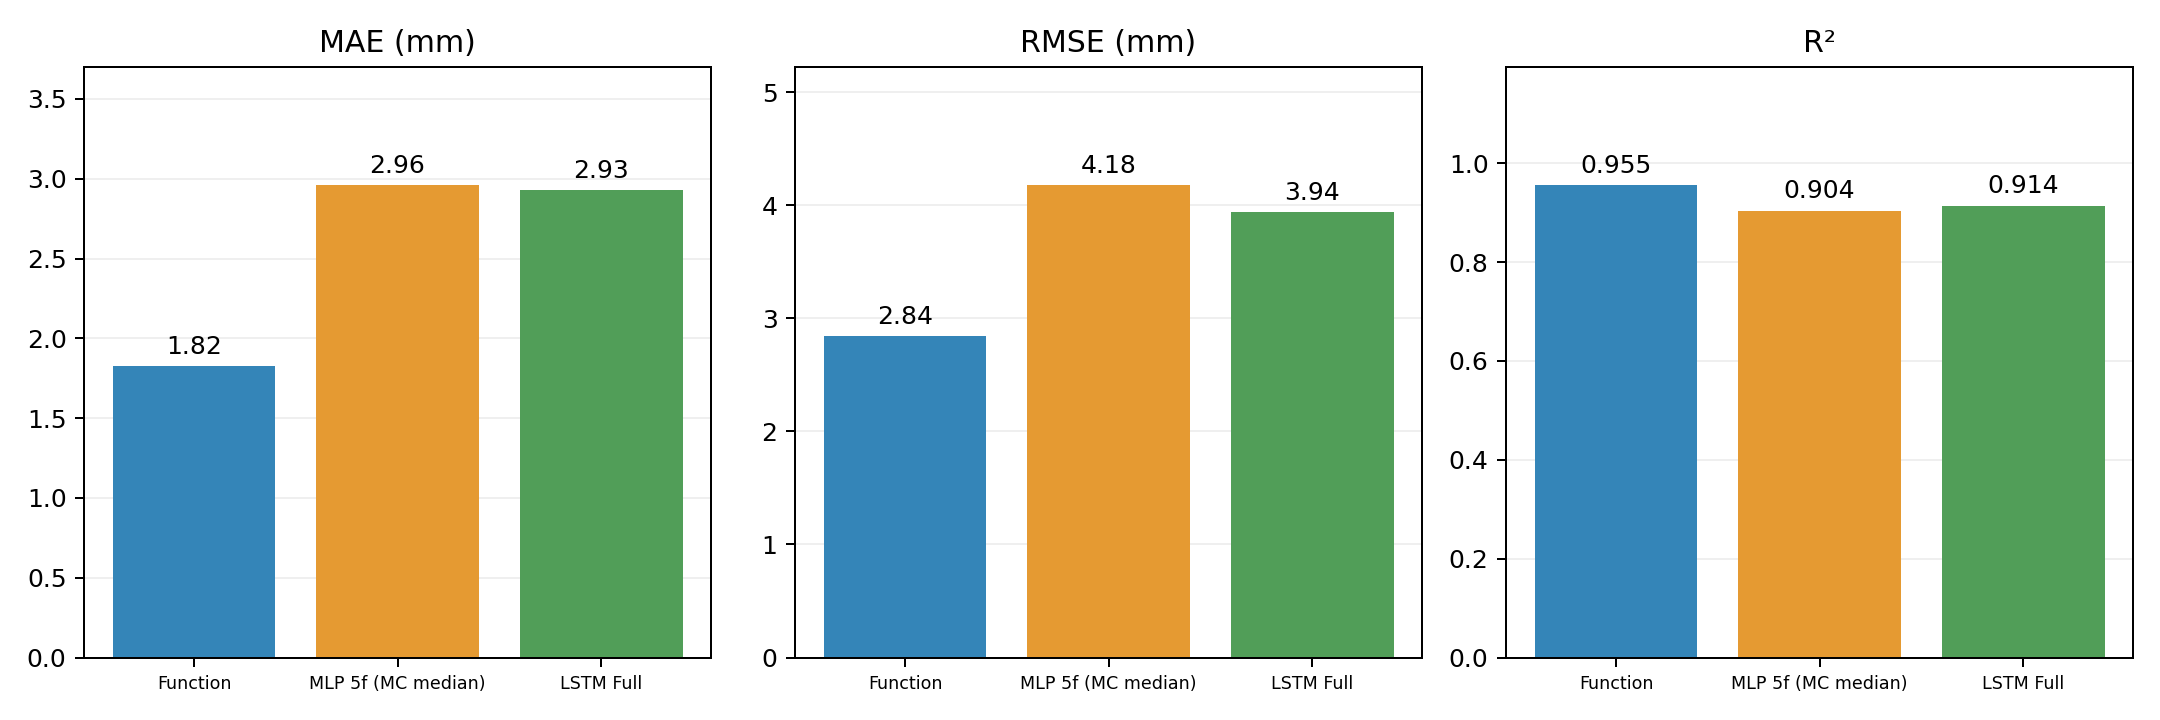 MAE (mm)
3.5
3.0
2.5
2.0
1.5
1.0
0.5
0.0
1.82
2.96
2.93
Function
MLP 5f (MC median)
LSTM Full
RMSE (mm)
5
4
3
2
1
0
2.84
4.18
3.94
Function
MLP 5f (MC median)
LSTM Full
R²
1.0
0.8
0.6
0.4
0.2
0.0
0.955
0.904
0.914
Function
MLP 5f (MC median)
LSTM Full